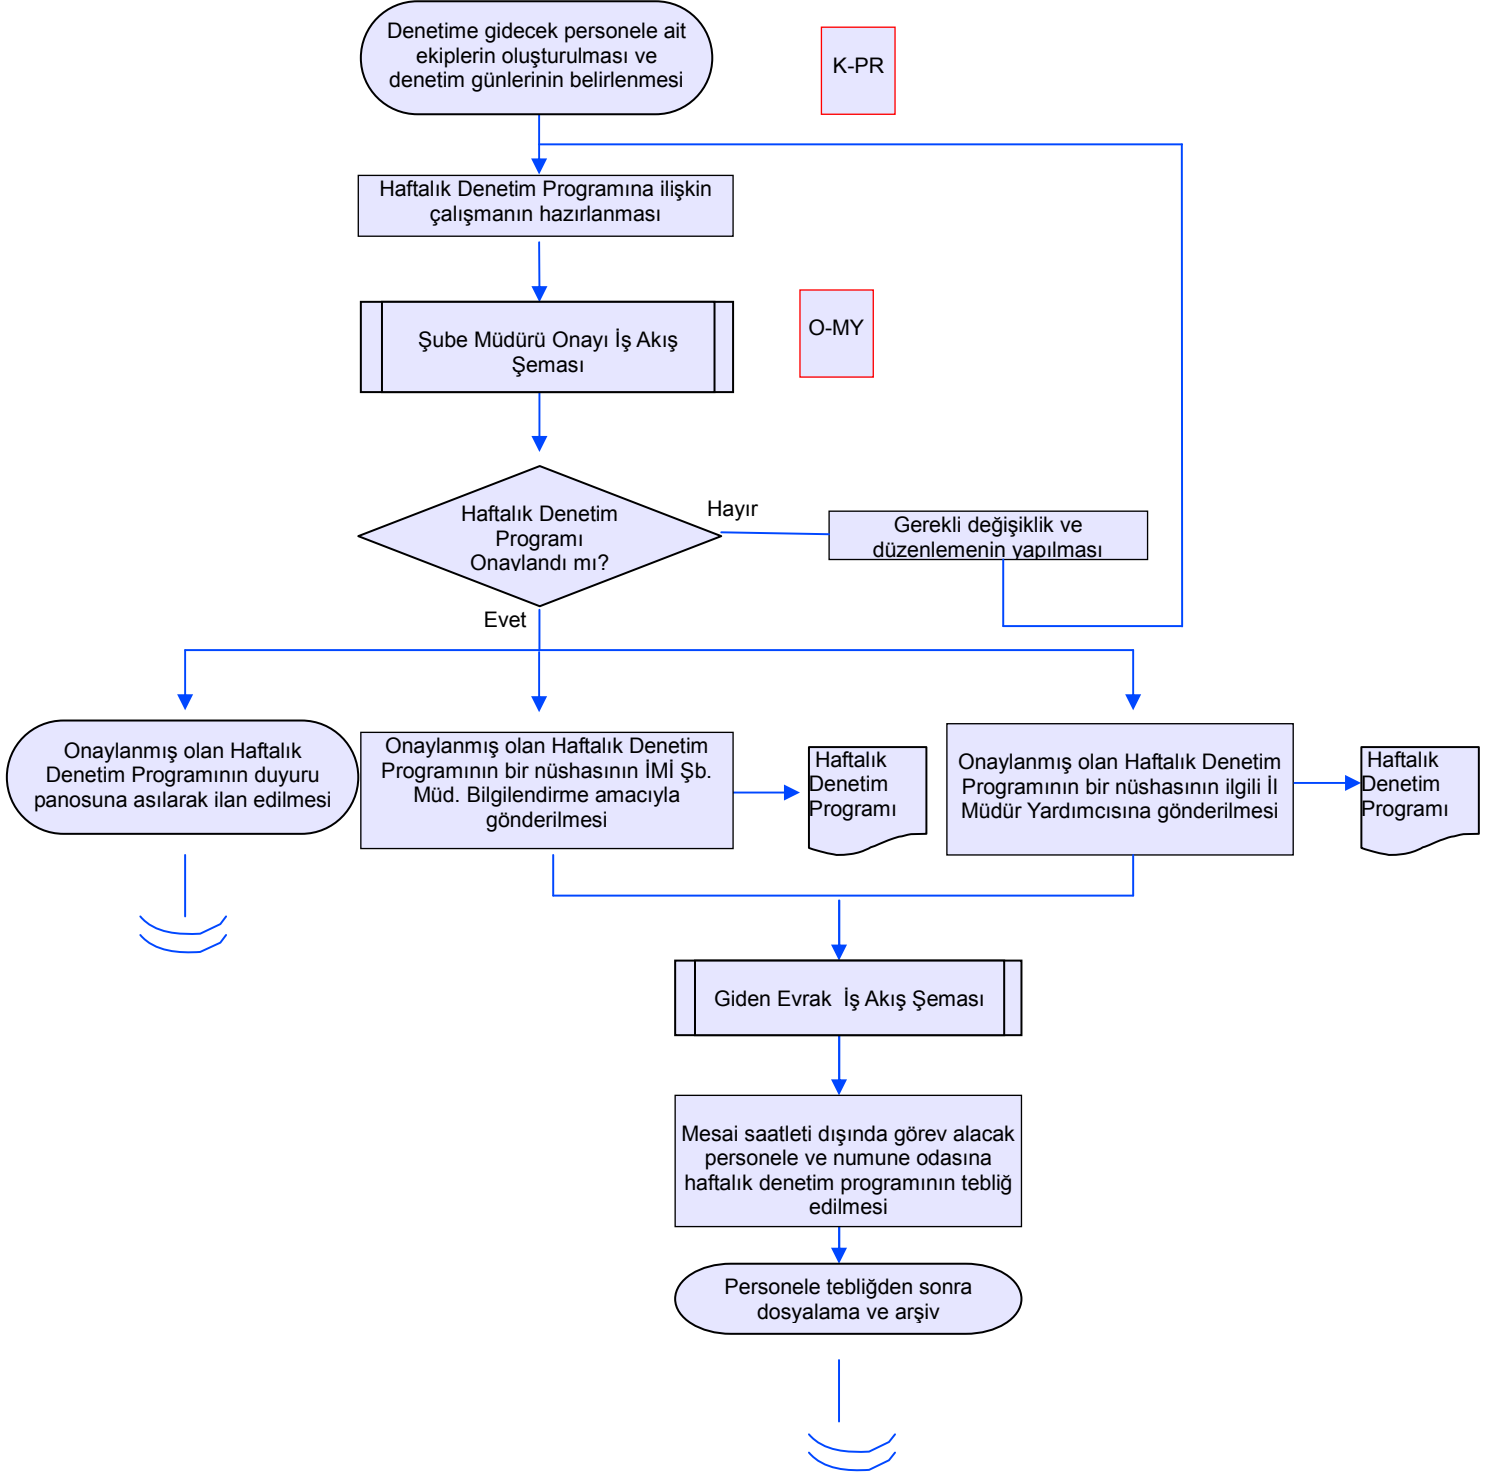 Denetime gidecek personele ait
ekiplerin oluşturulması ve
denetim günlerinin belirlenmesi
K-PR
Haftalık Denetim Programına ilişkin
çalışmanın hazırlanması
Şube Müdürü Onayı İş Akış
Şeması
O-MY
Haftalık Denetim
Programı
Onaylandı mı?
Hayır
Gerekli değişiklik ve
düzenlemenin yapılması
Evet
Onaylanmış olan Haftalık
Denetim Programının duyuru
panosuna asılarak ilan edilmesi
Onaylanmış olan Haftalık Denetim
Programının bir nüshasının İMİ Şb.
Müd. Bilgilendirme amacıyla
gönderilmesi
Haftalık
Denetim
Programı
Onaylanmış olan Haftalık Denetim
Programının bir nüshasının ilgili İl
Müdür Yardımcısına gönderilmesi
Haftalık
Denetim
Programı
Giden Evrak  İş Akış Şeması
Mesai saatleti dışında görev alacak
personele ve numune odasına
haftalık denetim programının tebliğ
edilmesi
Personele tebliğden sonra
dosyalama ve arşiv